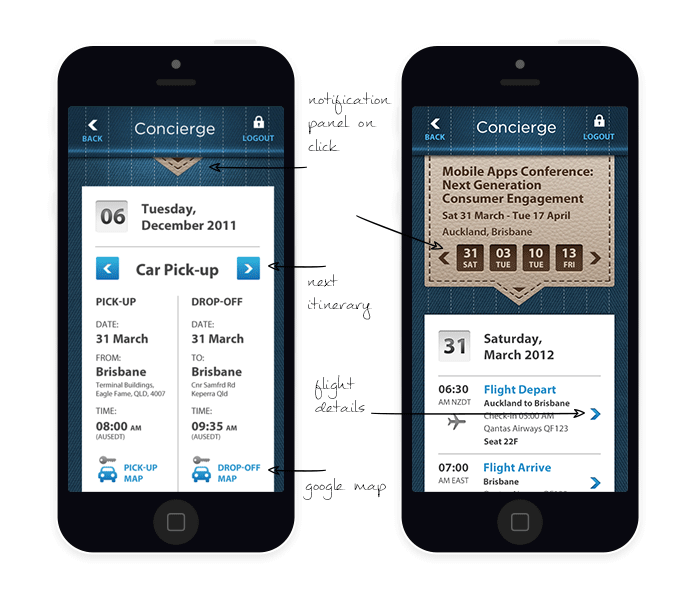 BACK
Concierge
LOGOUT
06
Tuesday,
December 2011
Car Pick-up
PICK-UP
DATE:
31 March
FROM:
Brisbane
Terminal Buildings,
Eagle Fame, QLD, 4007
TIME:
08:00 AM
(AUSEDT)
PICK-UP
MAP
DROP-OFF
DATE:
31 March
TO:
Brisbane
Cnr Samfrd Rd
Keperra Qld
TIME:
09:35 AM
(AUSEDT)
DROP-OFF
MAP
notification
panel on
click
next
itinerary
flight
details
google map
BACK
Concierge
LOGOUT
Mobile Apps Conference:
Next Generation
Consumer Engagement
Sat 31 March - Tue 17 April
Auckland, Brisbane
31 03 10 13
SAT TUE TUE FRI
31
Saturday,
March 2012
06:30 Flight Depart
AM NZDT Auckland to Brisbane
Check-in 05:00 AM
Qantas Airways QF123
Seat 22F
07:00 Flight Arrive
AM EAST Brisbane
Qantas Airways